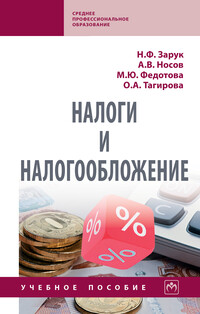 СРЕДНЕЕ
ПРОФЕССИОНАЛЬНОЕ
ОБРАЗОВАНИЕ
Н.Ф. Зарук
А.В. Носов
М.Ю. Федотова
О.А. Тагирова
НАЛОГИ
И
НАЛОГООБЛОЖЕНИЕ
%
%
%
УЧЕБНОЕ ПОСОБИЕ